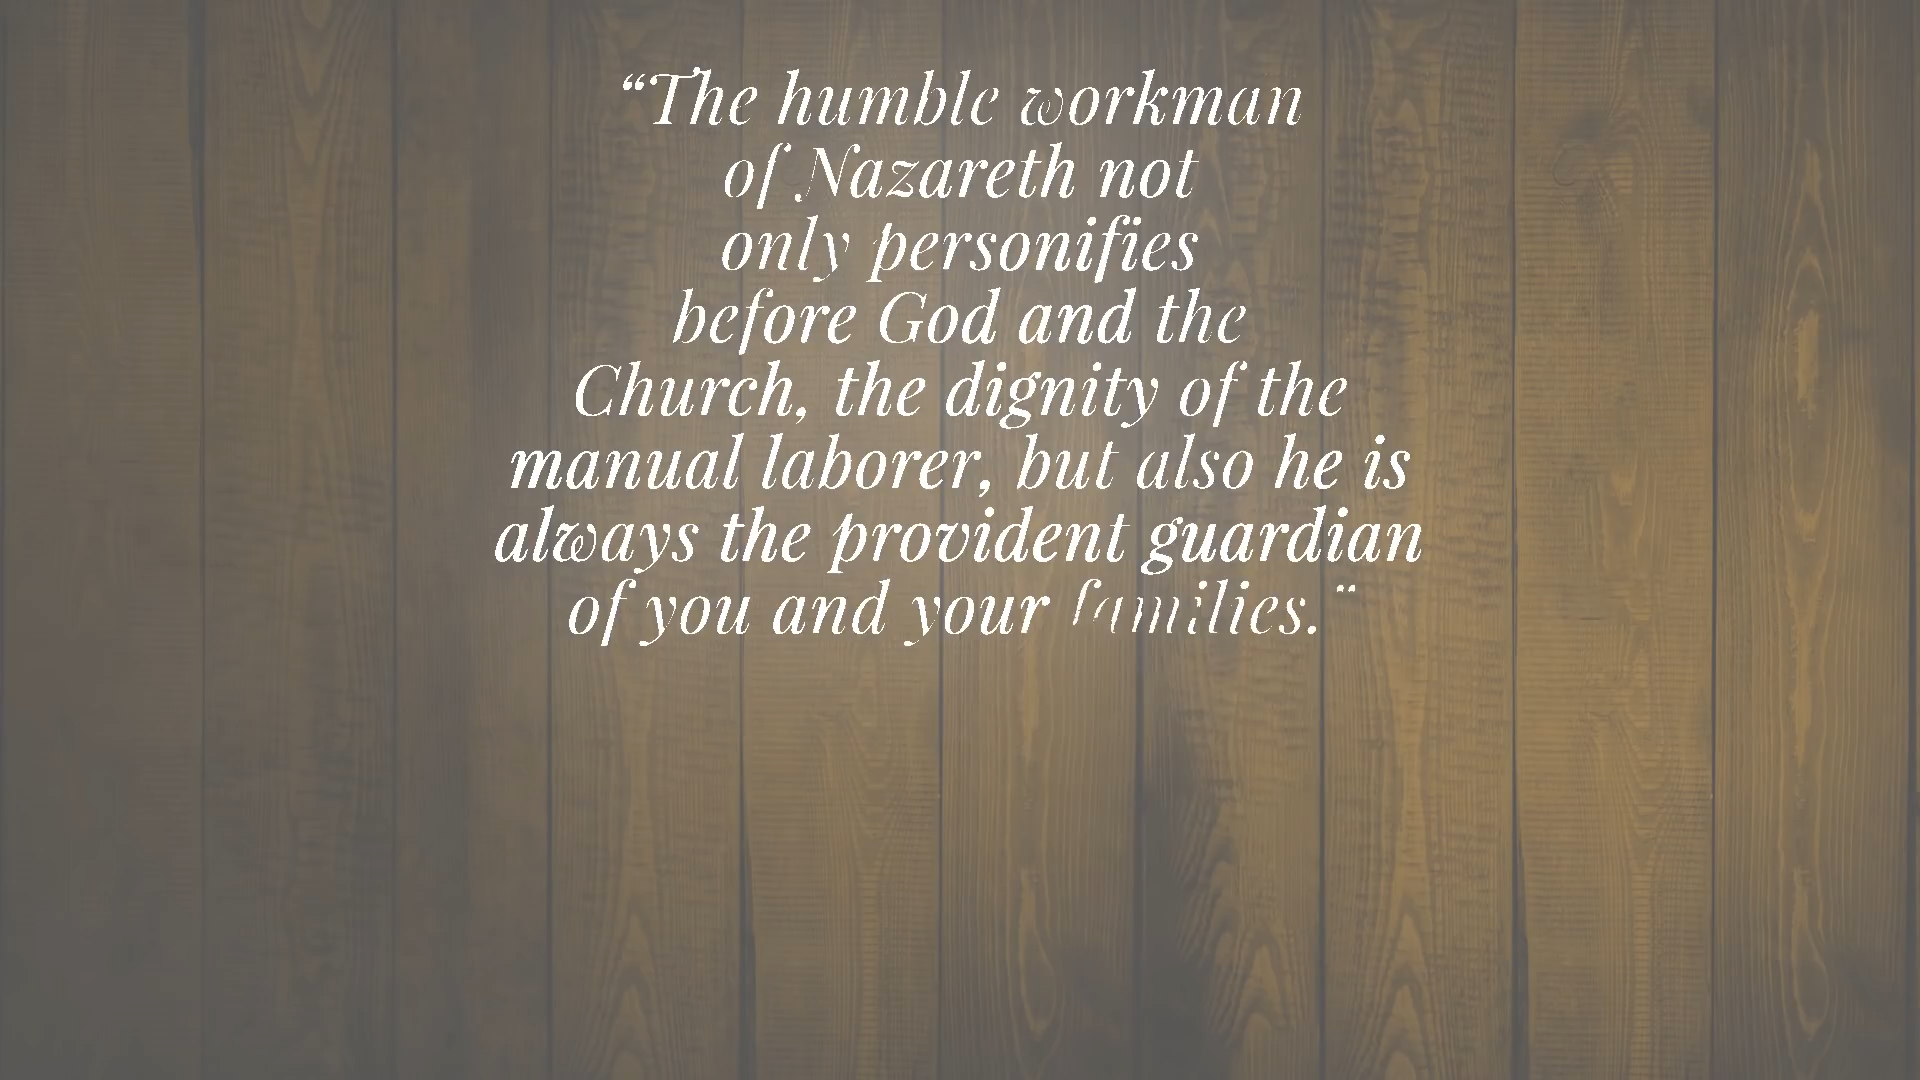 “The humble workman
of Nazareth not
only personifies
before God and the
Church, the dignity of the
manual laborer, but also he is
always the provident guardian
of you and your families.“